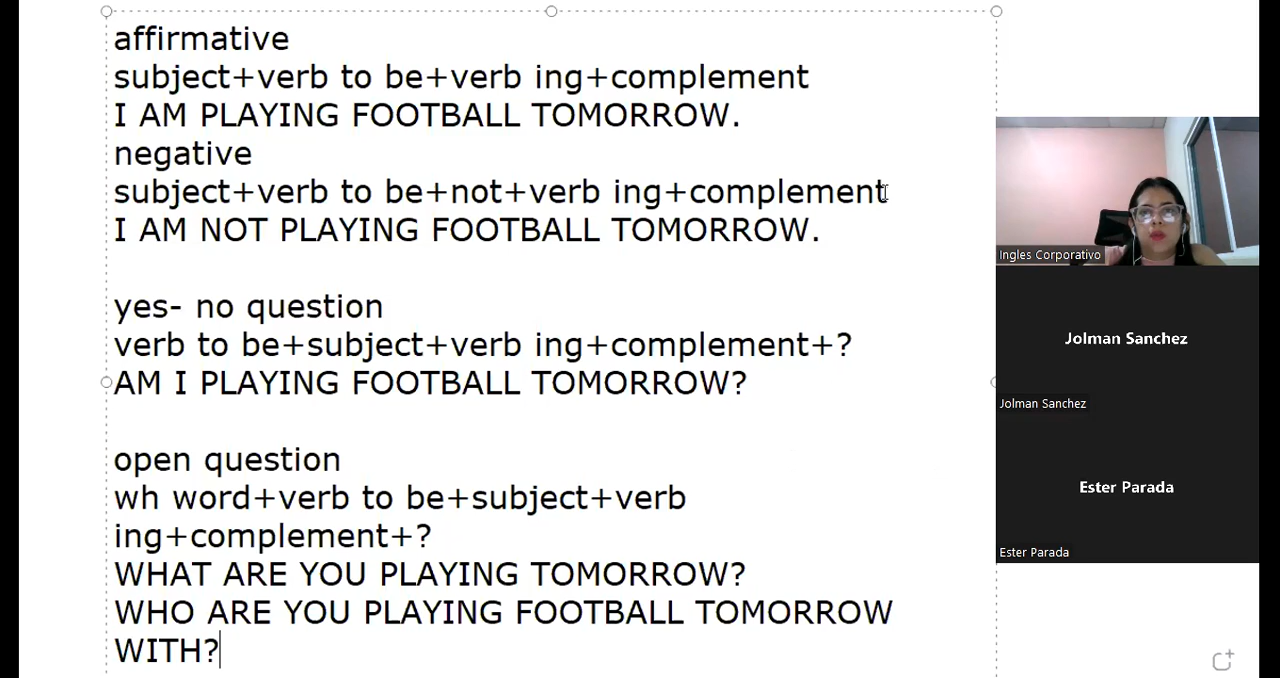 affirmative
subject+verb to be+verb ing+complement
I AM PLAYING FOOTBALL TOMORROW.
negative
subject+verb to be+not+verb ing+complement
I AM NOT PLAYING FOOTBALL TOMORROW.
yes- no question
verb to be+subject+verb ing+complement+?
AM I PLAYING FOOTBALL TOMORROW?
open question
wh word+verb to be+subject+verb
ing+complement+?
WHAT ARE YOU PLAYING TOMORROW?
WHO ARE YOU PLAYING FOOTBALL TOMORROW
WITH?
Ingles Corporativo
Jolman Sanchez
Jolman Sanchez
Ester Parada
Ester Parada